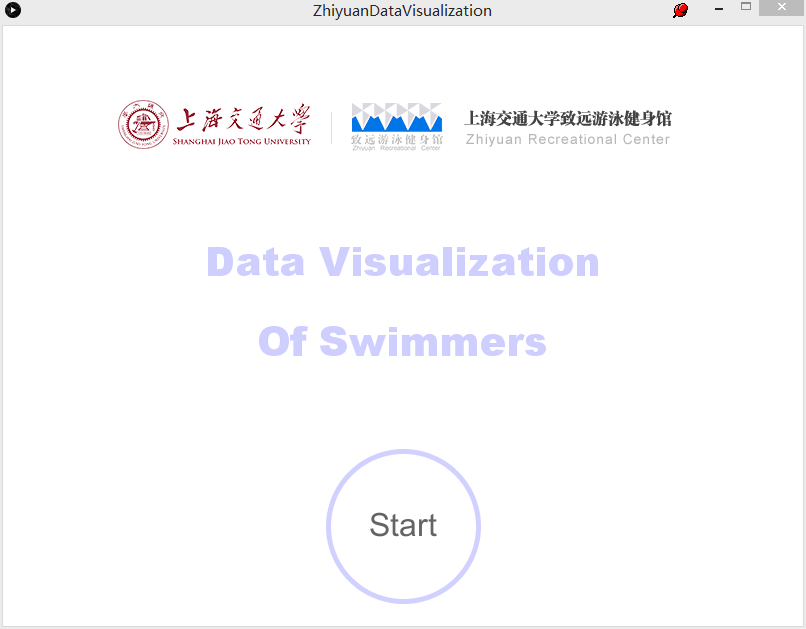 ZhiyuanDataVisualization
上海交通大学
SHANGHAI JIAO TONG UNIVERSITY
致远游泳健身馆
Zhiyuan Recreational Center
上海交通大学致远游泳健身馆
Zhiyuan Recreational Center
Data Visualization
Of Swimmers
Start